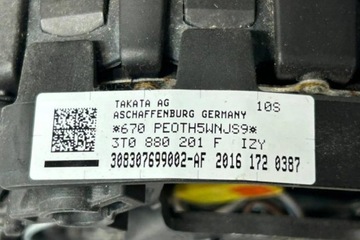 TAKATA AG 10S
ASCHAFFENBURG GERMANY
*670 PEOTH5WNJS9*
3T0 880 201 F IZY
308307699002-AF 2016 172 0387